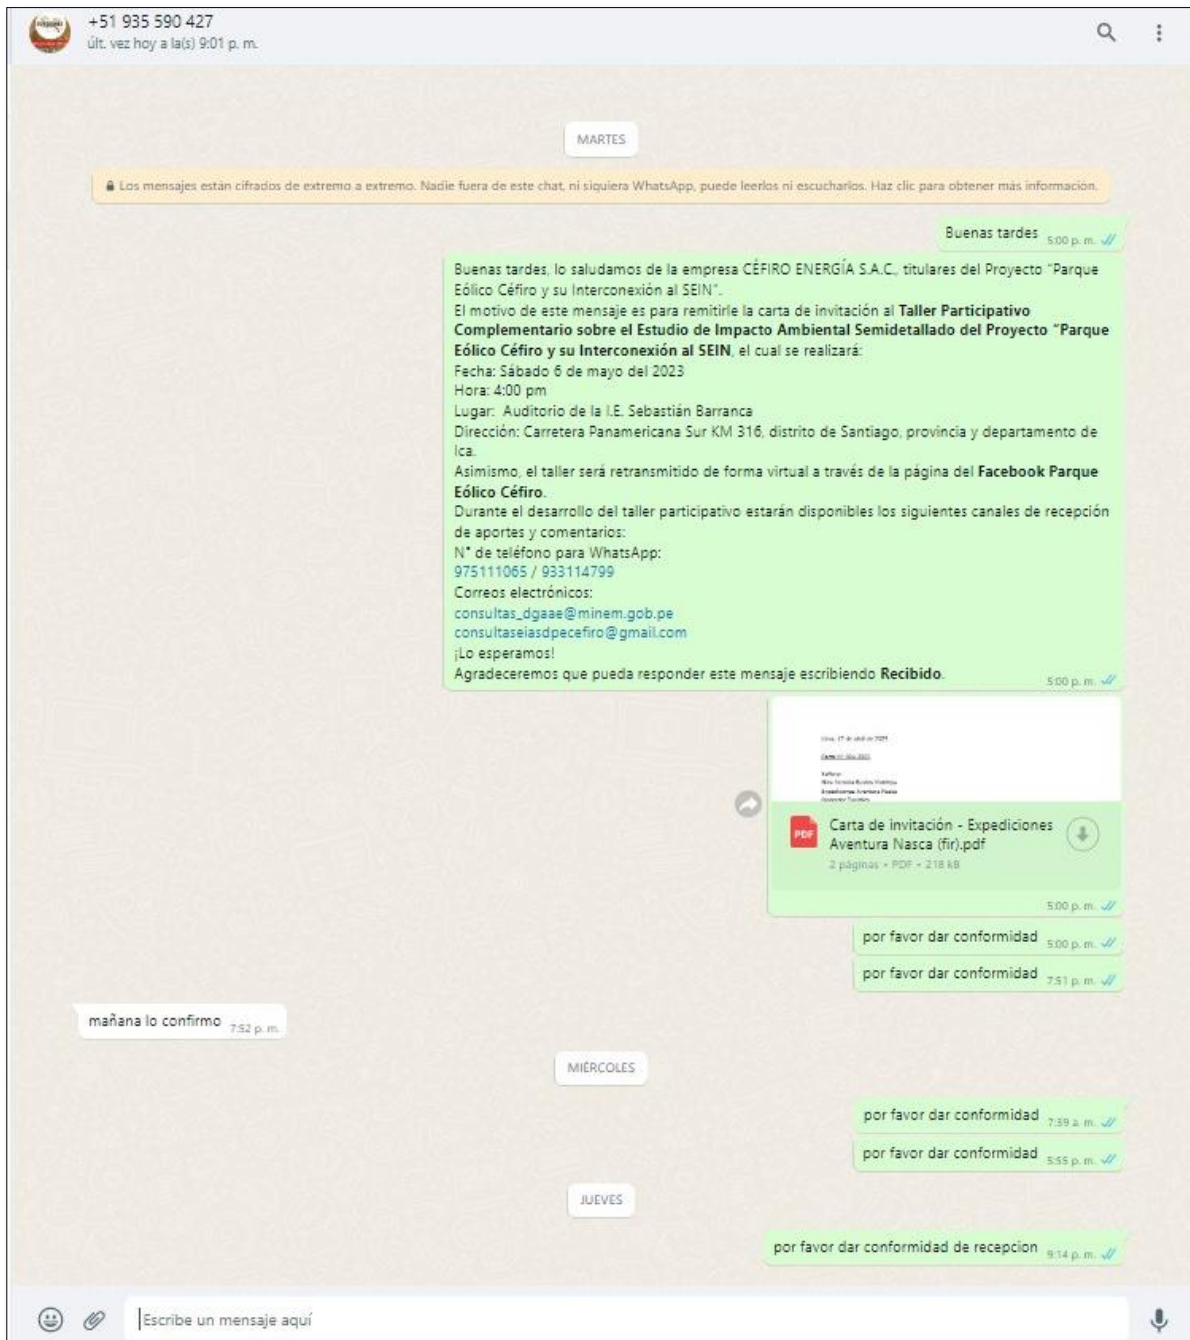 +51 935 590 427
últ. vez hoy a la(s) 9:01 p. m.
MARTES
Los mensajes están cifrados de extremo a extremo. Nadie fuera de este chat, ni siquiera WhatsApp, puede leerlos ni escucharlos. Haz clic para obtener más información.
Buenas tardes 5:00 p. m.
Buenas tardes, lo saludamos de la empresa CÉFIRO ENERGÍA S.A.C., titulares del Proyecto "Parque
Eólico Céfiro y su Interconexión al SEIN".
El motivo de este mensaje es para remitirle la carta de invitación al Taller Participativo
Complementario sobre el Estudio de Impacto Ambiental Semidetallado del Proyecto "Parque
Eólico Céfiro y su Interconexión al SEIN, el cual se realizará:
Fecha: Sábado 6 de mayo del 2023
Hora: 4:00 pm
Lugar: Auditorio de la I.E. Sebastián Barranca
Dirección: Carretera Panamericana Sur KM 316, distrito de Santiago, provincia y departamento de
Ica.
Asimismo, el taller será retransmitido de forma virtual a través de la página del Facebook Parque
Eólico Céfiro.
Durante el desarrollo del taller participativo estarán disponibles los siguientes canales de recepción
de aportes y comentarios:
N° de teléfono para WhatsApp:
975111065 / 933114799
Correos electrónicos:
consultas_dgaae@minem.gob.pe
consultaseiasdpecefiro@gmail.com
¡Lo esperamos!
Agradeceremos que pueda responder este mensaje escribiendo Recibido.
5:00 p. m.
PDF
Carta de invitación - Expediciones
Aventura Nasca (fir).pdf
2 páginas • PDF • 218 kB
5:00 p. m.
por favor dar conformidad 5:00 p. m.
por favor dar conformidad 7:51 p. m.
mañana lo confirmo 7:52 p. m.
MIÉRCOLES
por favor dar conformidad 7:39 a. m.
por favor dar conformidad 5:55 p. m.
JUEVES
por favor dar conformidad de recepcion 9:14 p. m.
Escribe un mensaje aquí